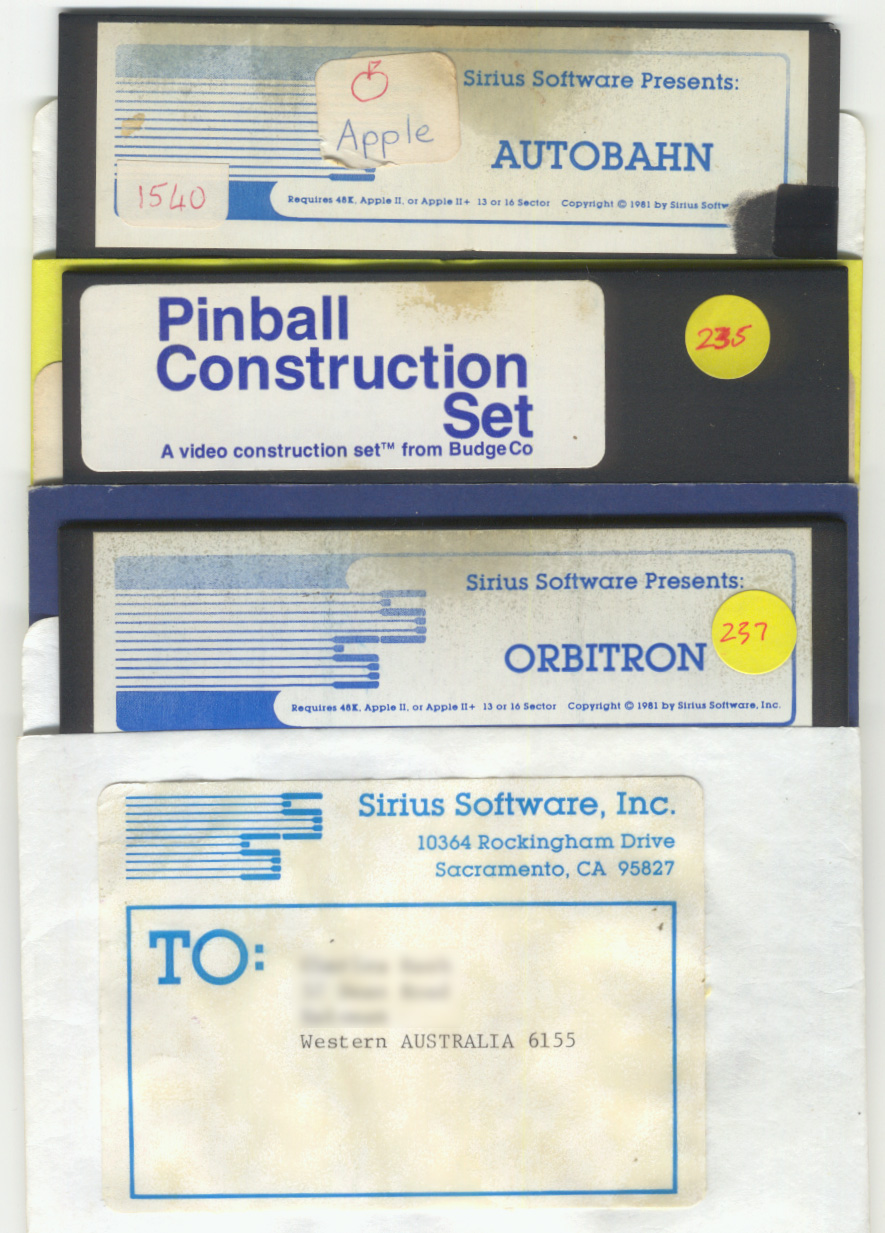 Sirius Software Presents:
Apple
AUTOBAHN
1540
Requires 48K, Apple II, or Apple II+ 13 or 16 Sector Copyright © 1981 by Sirius Softw
Pinball
Construction
Set
A video construction set™ from BudgeCo
235
Sirius Software Presents:
ORBITRON
237
Requires 48K, Apple II, or Apple II+ 13 or 16 Sector Copyright © 1981 by Sirius Software, Inc.
Sirius Software, Inc.
10364 Rockingham Drive
Sacramento, CA 95827
TO:
Western AUSTRALIA 6155